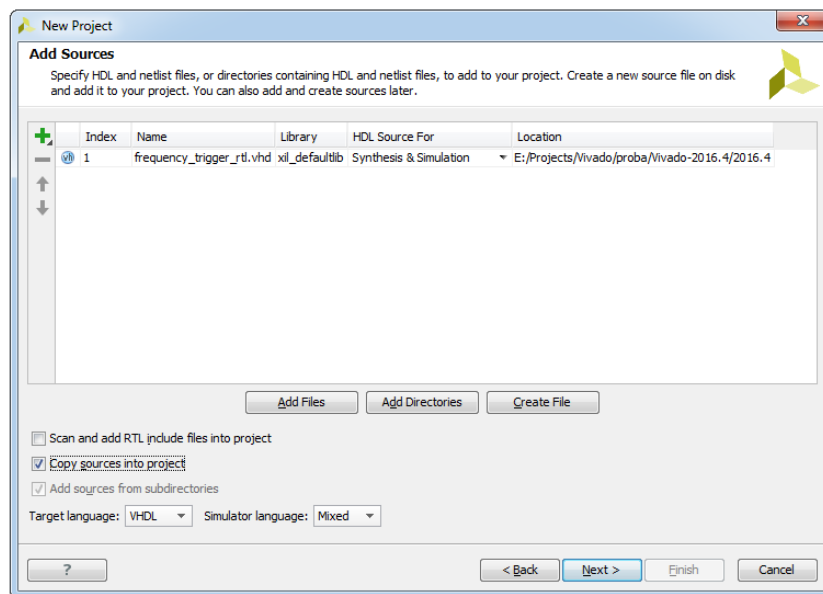 New Project
Add Sources
Specify HDL and netlist files, or directories containing HDL and netlist files, to add to your project. Create a new source file on disk
and add it to your project. You can also add and create sources later.
Index Name Library HDL Source For Location
vh 1 frequency_trigger_rtl.vhd xil_defaultlib Synthesis & Simulation E:/Projects/Vivado/proba/Vivado-2016.4/2016.4
Add Files Add Directories Create File
Scan and add RTL include files into project
Copy sources into project
Add sources from subdirectories
Target language: VHDL Simulator language: Mixed
? < Back Next > Finish Cancel